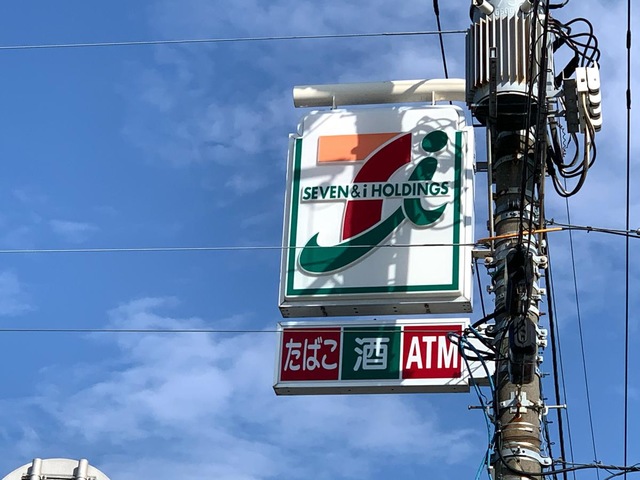 SEVEN & i HOLDINGS
たばこ 酒 ATM